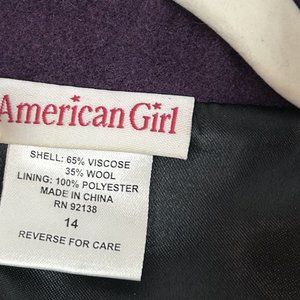 American Girl
SHELL: 65% VISCOSE
35% WOOL
LINING: 100% POLYESTER
MADE IN CHINA
RN 92138
14
REVERSE FOR CARE